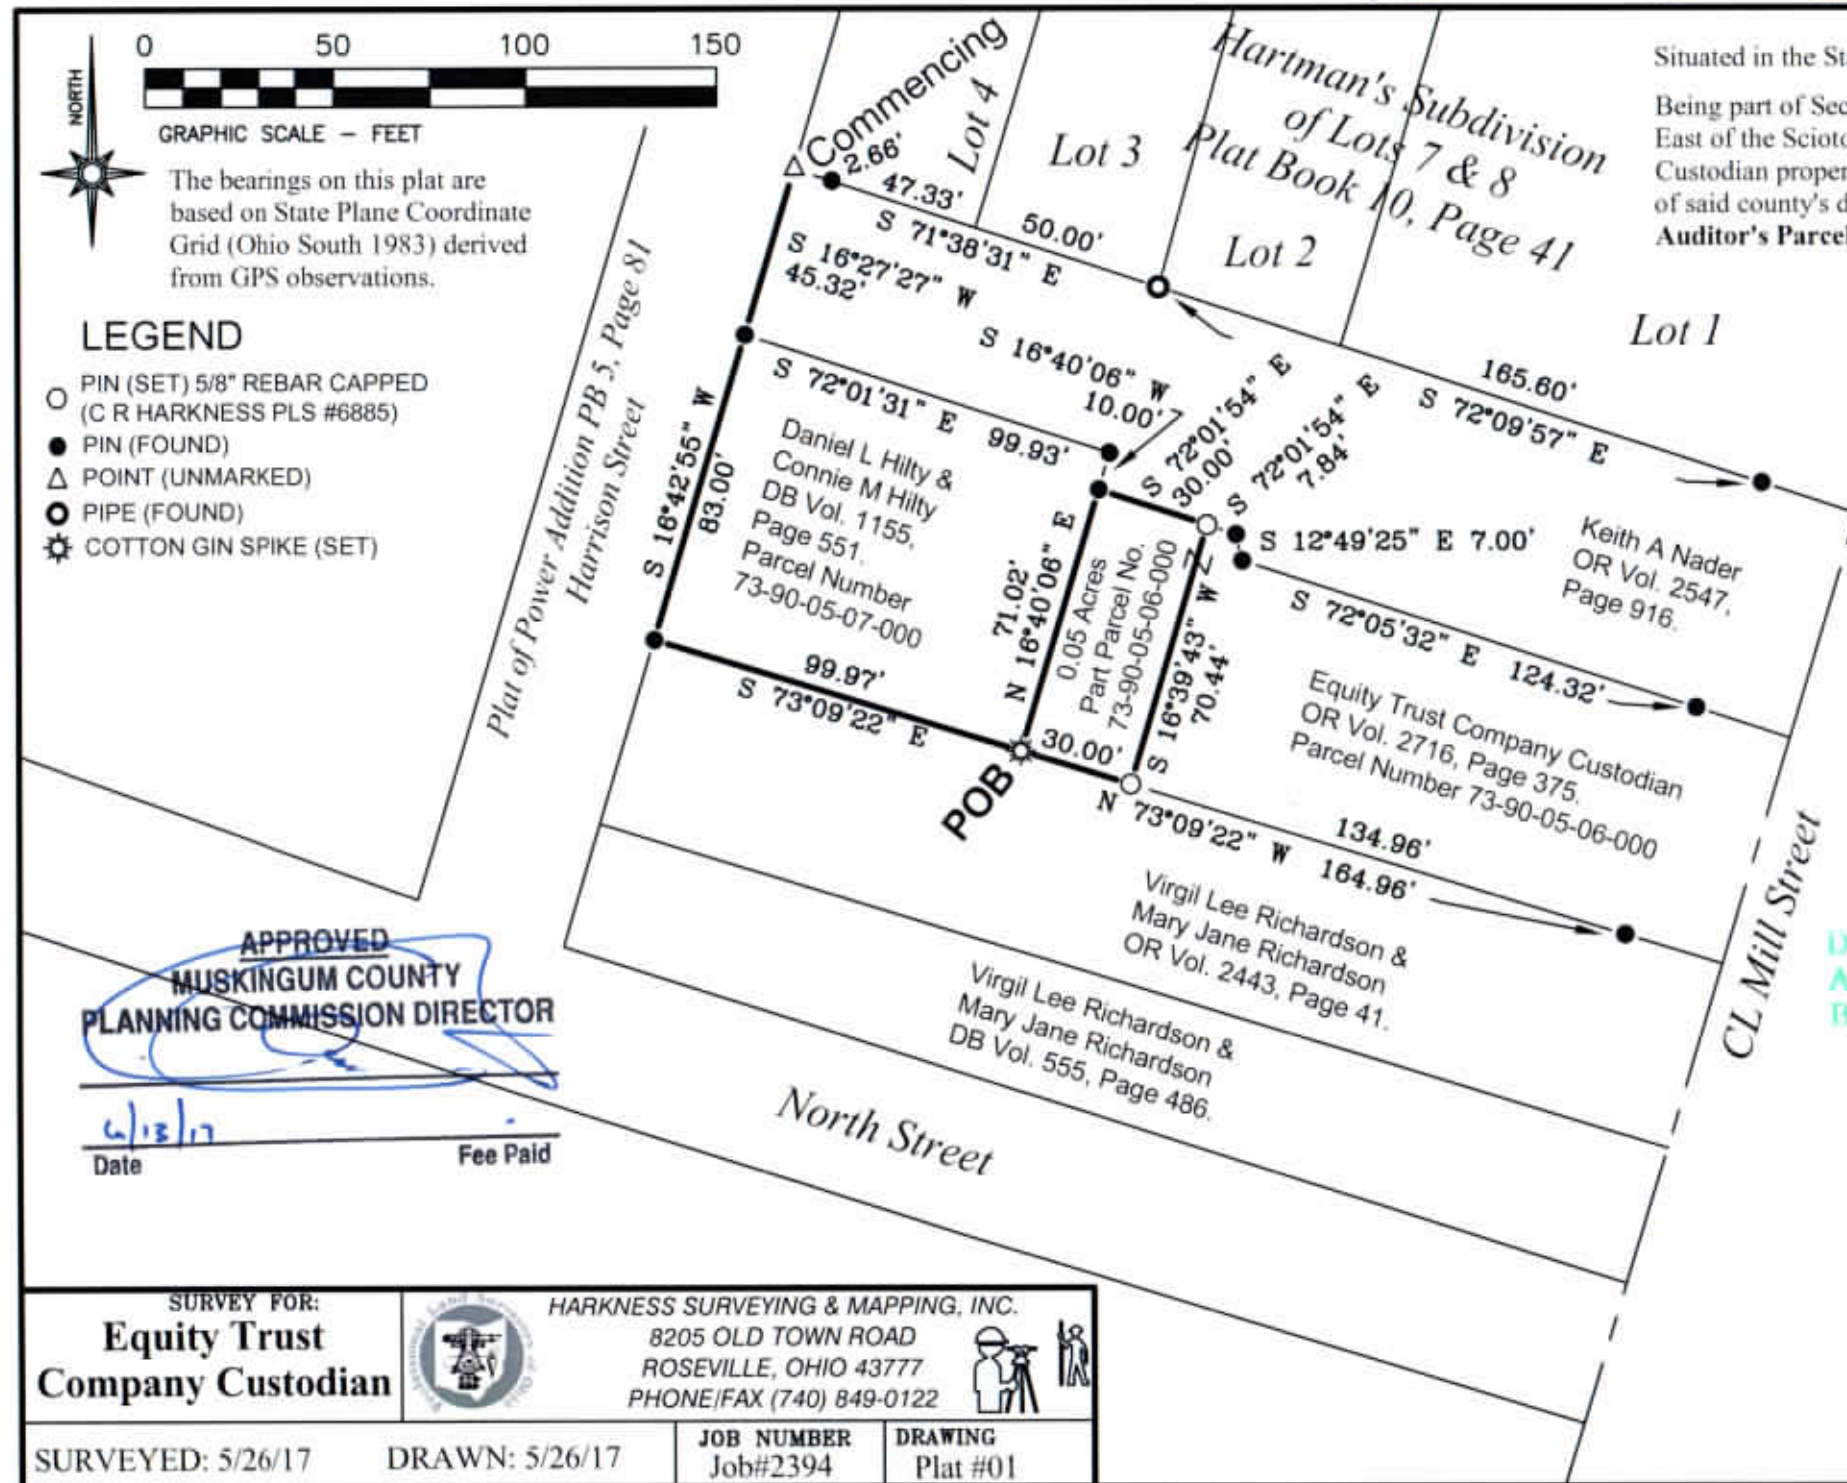 0 50 100 150
NORTH
GRAPHIC SCALE – FEET
The bearings on this plat are
based on State Plane Coordinate
Grid (Ohio South 1983) derived
from GPS observations.
LEGEND
PIN (SET) 5/8" REBAR CAPPED
(C R HARKNESS PLS #6885)
PIN (FOUND)
POINT (UNMARKED)
PIPE (FOUND)
COTTON GIN SPIKE (SET)
Plat of Power Addition PB 5, Page 81
Harrison Street
Commencing
2.66'
47.33'
S 71°38'31" E
50.00'
Lot 4
Lot 3
Lot 2
Lot 1
Hartman's Subdivision
of Lots 7 & 8
Plat Book 10, Page 41
Situated in the St
Being part of Sec
East of the Scioto
Custodian proper
of said county's d
Auditor's Parcel
S 16°27'27" W
45.32'
S 16°40'06" W
10.00'
S 72°01'54" E
30.00'
S 72°01'54" E
7.84'
165.60'
S 72°09'57" E
S 72°01'31" E 99.93'
S 16°42'55" W
83.00'
Daniel L Hilty &
Connie M Hilty
DB Vol. 1155,
Page 551.
Parcel Number
73-90-05-07-000
71.02'
N 16°40'06" E
0.05 Acres
Part Parcel No.
73-90-05-06-000
S 16°39'43" W
70.44'
S 12°49'25" E 7.00'
Keith A Nader
OR Vol. 2547,
Page 916.
S 72°05'32" E 124.32'
Equity Trust Company Custodian
OR Vol. 2716, Page 375.
Parcel Number 73-90-05-06-000
99.97'
S 73°09'22" E
30.00'
POB
134.96'
N 73°09'22" W 164.96'
Virgil Lee Richardson &
Mary Jane Richardson
OR Vol. 2443, Page 41.
Virgil Lee Richardson &
Mary Jane Richardson
DB Vol. 555, Page 486.
CL Mill Street
North Street
D
A
B
APPROVED
MUSKINGUM COUNTY
PLANNING COMMISSION DIRECTOR
6/13/17
Date Fee Paid
SURVEY FOR:
Equity Trust
Company Custodian
HARKNESS SURVEYING & MAPPING, INC.
8205 OLD TOWN ROAD
ROSEVILLE, OHIO 43777
PHONE/FAX (740) 849-0122
SURVEYED: 5/26/17 DRAWN: 5/26/17
JOB NUMBER
Job#2394
DRAWING
Plat #01